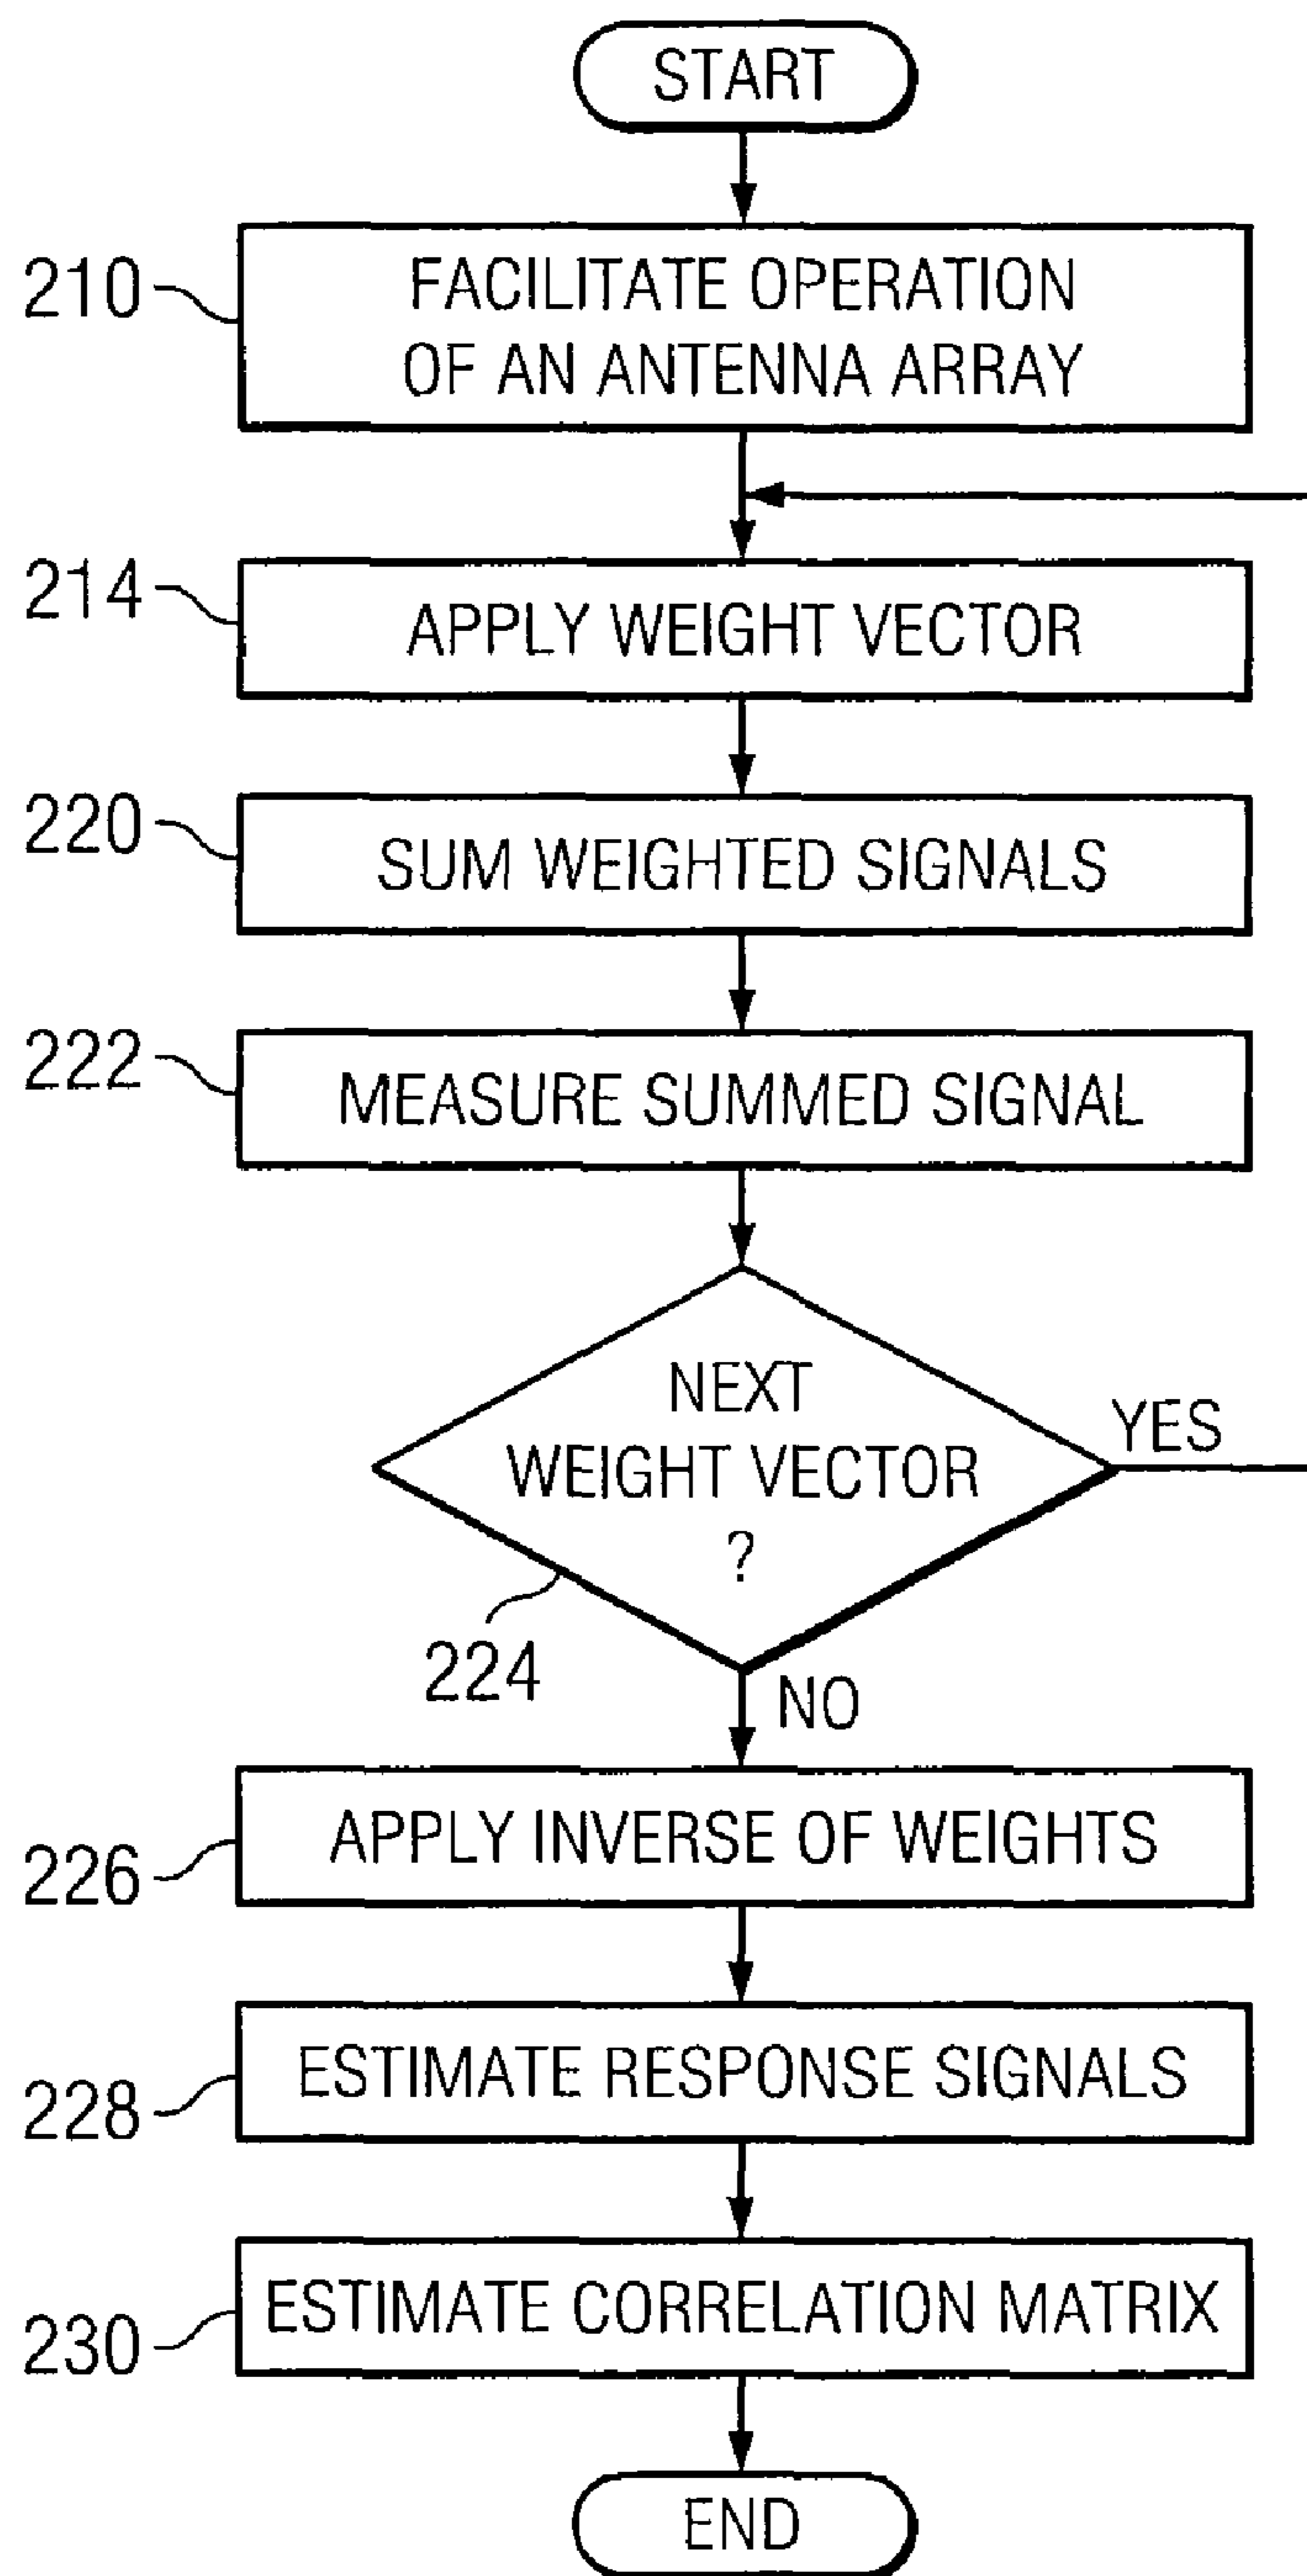 START
210
FACILITATE OPERATION
OF AN ANTENNA ARRAY
214
APPLY WEIGHT VECTOR
220
SUM WEIGHTED SIGNALS
222
MEASURE SUMMED SIGNAL
NEXT
WEIGHT VECTOR
?
YES
224
NO
226
APPLY INVERSE OF WEIGHTS
228
ESTIMATE RESPONSE SIGNALS
230
ESTIMATE CORRELATION MATRIX
END